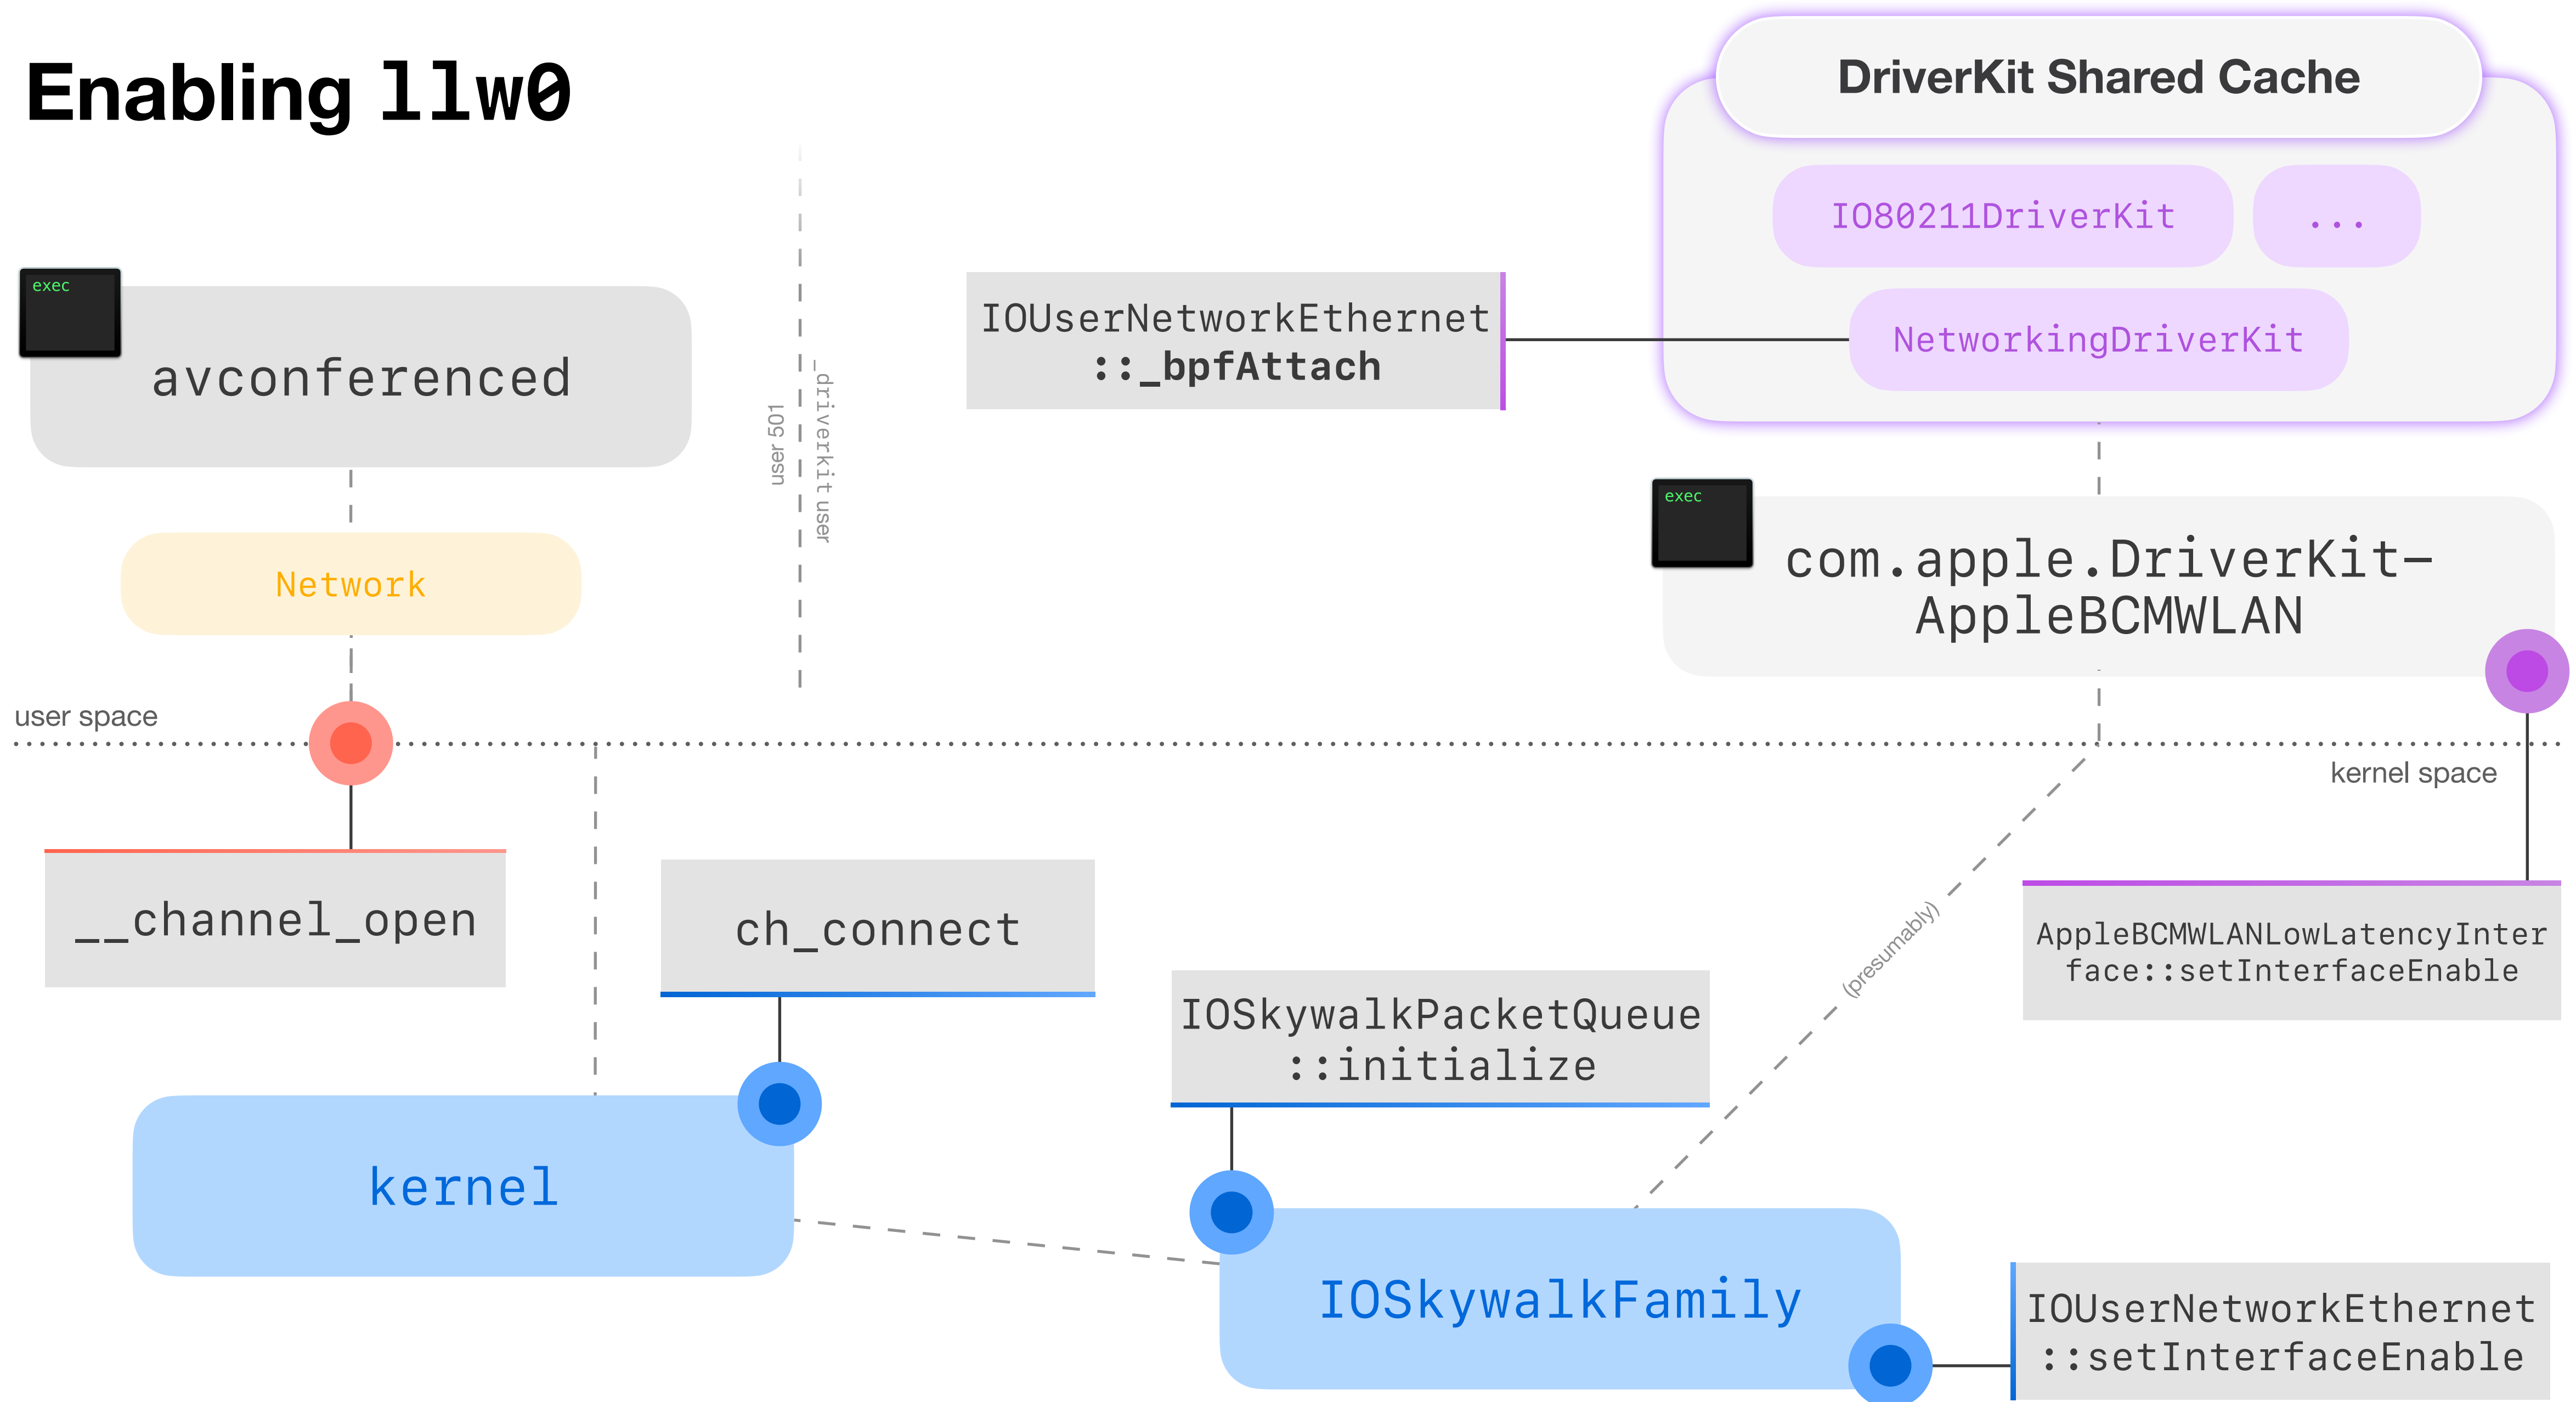 Enabling llw0
DriverKit Shared Cache
IO80211DriverKit
...
NetworkingDriverKit
IOUserNetworkEthernet
::_bpfAttach
exec
avconferenced
user 501
_driverkit user
Network
exec
com.apple.DriverKit-
AppleBCMWLAN
user space
kernel space
__channel_open
ch_connect
IOSkywalkPacketQueue
::initialize
(presumably)
AppleBCMWLANLowLatencyInter
face::setInterfaceEnable
kernel
IOSkywalkFamily
IOUserNetworkEthernet
::setInterfaceEnable